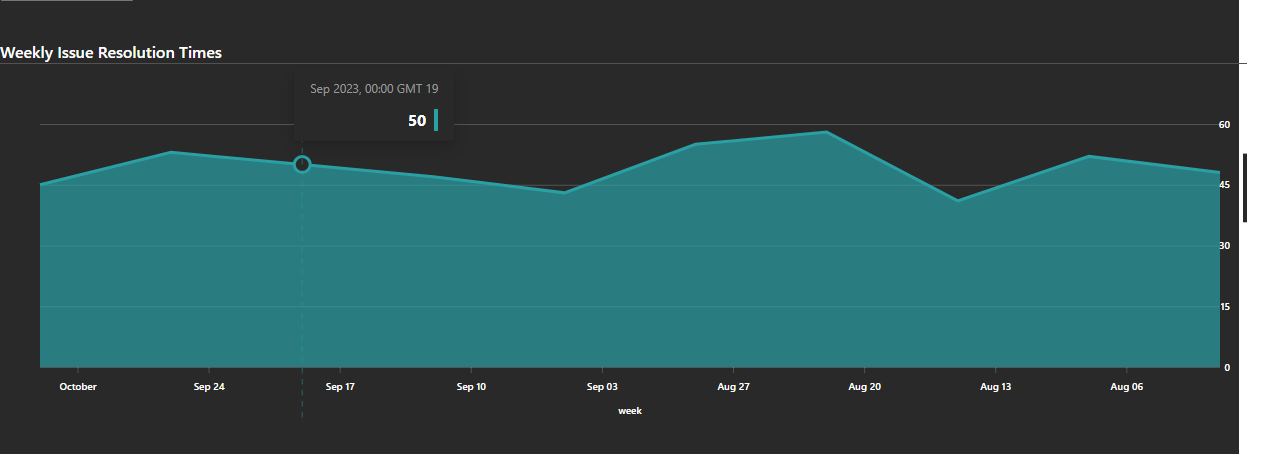 Weekly Issue Resolution Times
Sep 2023, 00:00 GMT 19
50
60
45
30
15
0
October
Sep 24
Sep 17
Sep 10
Sep 03
Aug 27
Aug 20
Aug 13
Aug 06
week